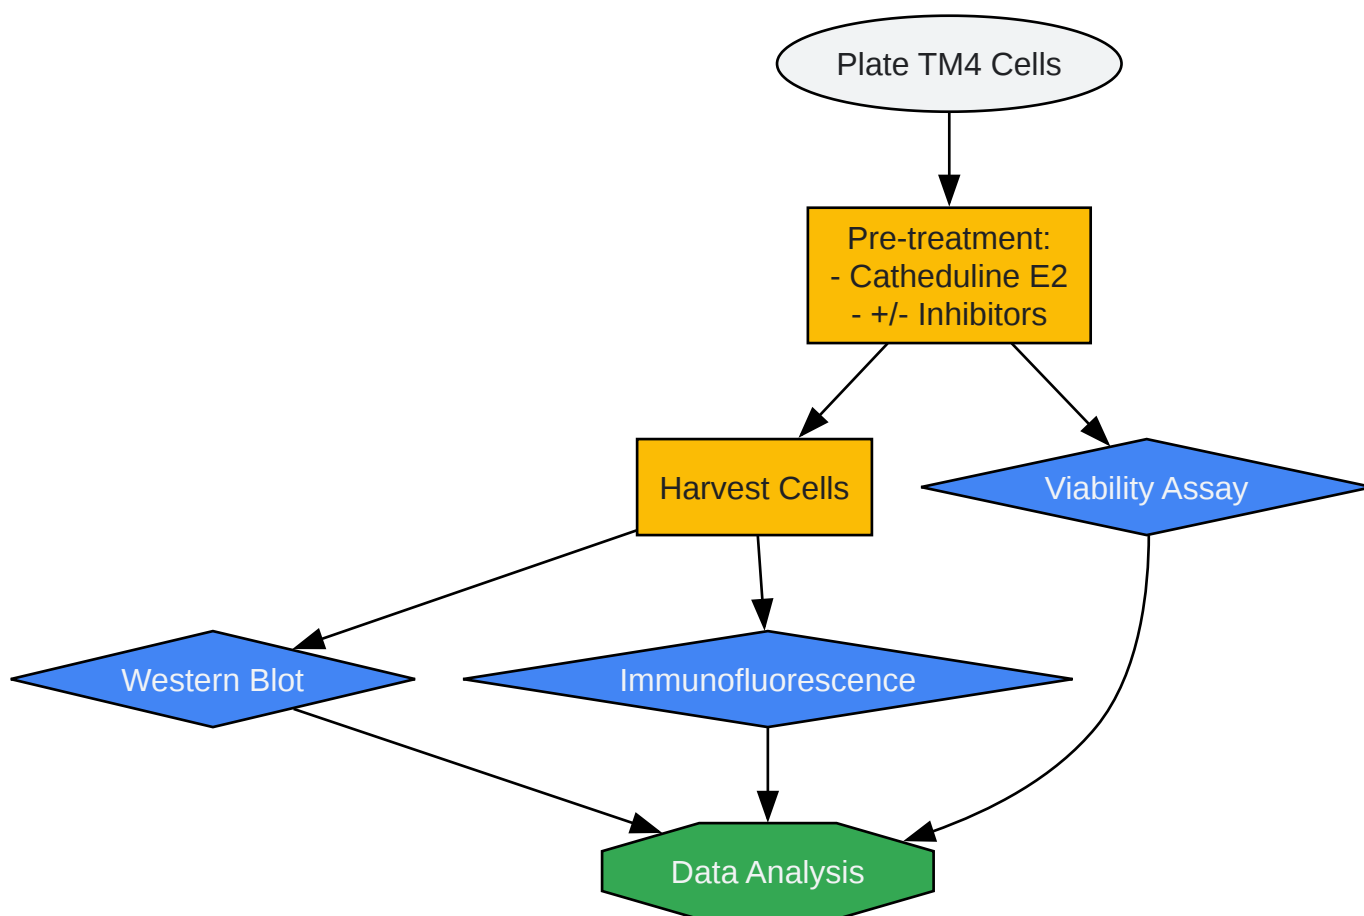 Plate TM4 Cells
Pre-treatment:
- Catheduline E2
- +/- Inhibitors
Harvest Cells
Viability Assay
Western Blot
Immunofluorescence
Data Analysis